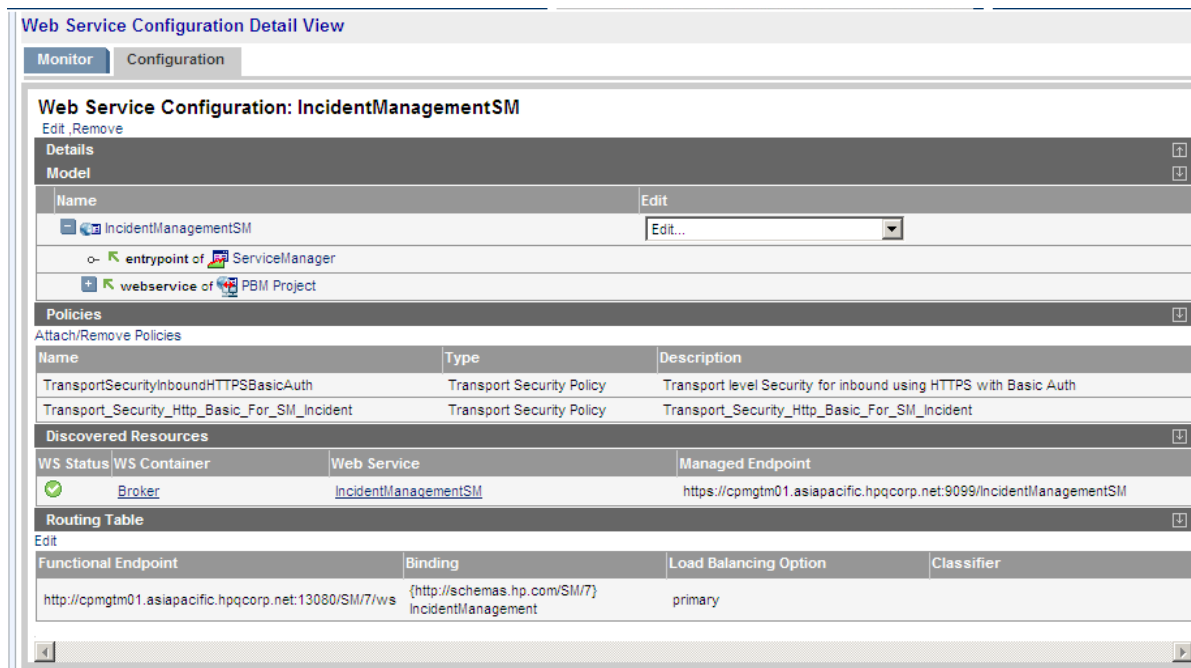 Web Service Configuration Detail View
Monitor Configuration
Web Service Configuration: IncidentManagementSM
Edit ,Remove
Details
Model
Name Edit
IncidentManagementSM Edit...
entrypoint of ServiceManager
webservice of PBM Project
Policies
Attach/Remove Policies
Name Type Description
TransportSecurityInboundHTTPSBasicAuth Transport Security Policy Transport level Security for inbound using HTTPS with Basic Auth
Transport_Security_Http_Basic_For_SM_Incident Transport Security Policy Transport_Security_Http_Basic_For_SM_Incident
Discovered Resources
WS Status WS Container Web Service Managed Endpoint
Broker IncidentManagementSM https://cpmgtm01.asiapacific.hpqcorp.net:9099/IncidentManagementSM
Routing Table
Edit
Functional Endpoint Binding Load Balancing Option Classifier
http://cpmgtm01.asiapacific.hpqcorp.net:13080/SM/7/ws {http://schemas.hp.com/SM/7} primary
IncidentManagement